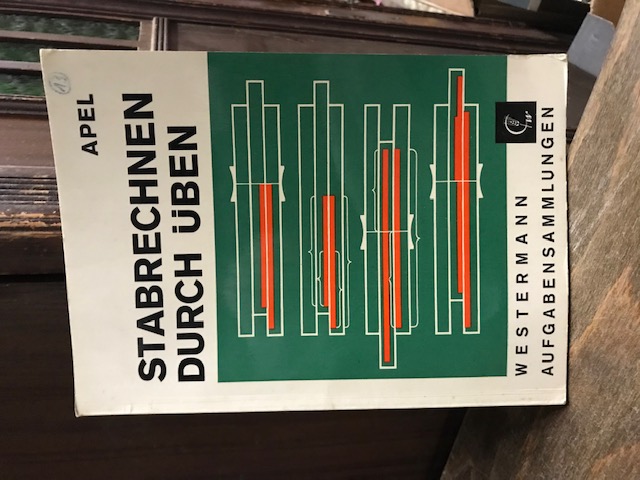 APEL
STABRECHNEN
DURCH ÜBEN
WESTERMANN
AUFGABENSAMMLUNGEN